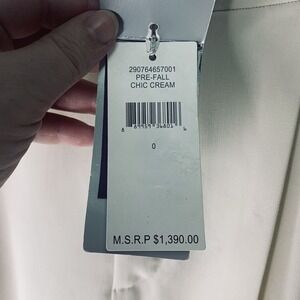 290764657001
PRE-FALL
CHIC CREAM
0
M.S.R.P $1,390.00